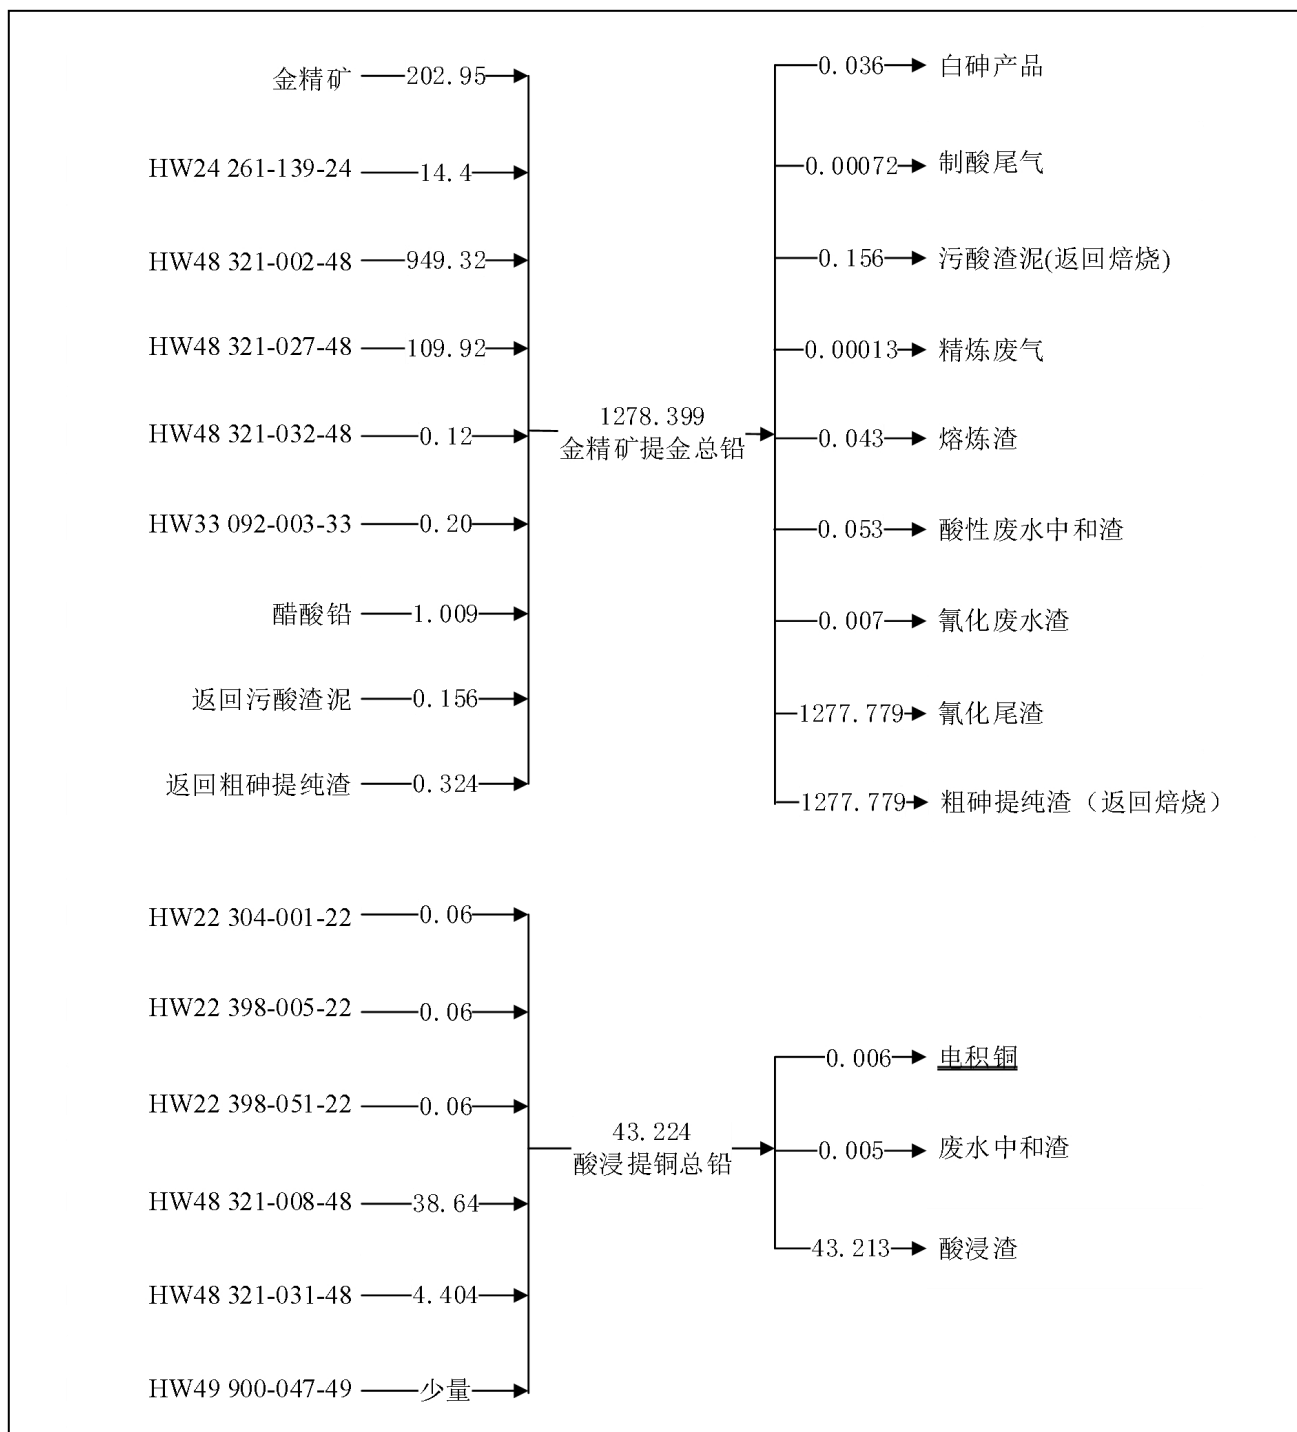 金精矿 202.95
HW24 261-139-24 14.4
HW48 321-002-48 949.32
HW48 321-027-48 109.92
HW48 321-032-48 0.12
HW33 092-003-33 0.20
醋酸铅 1.009
返回污酸渣泥 0.156
返回粗砷提纯渣 0.324
1278.399
金精矿提金总铅
0.036 白砷产品
0.00072 制酸尾气
0.156 污酸渣泥(返回焙烧)
0.00013 精炼废气
0.043 熔炼渣
0.053 酸性废水中和渣
0.007 氰化废水渣
1277.779 氰化尾渣
1277.779 粗砷提纯渣（返回焙烧）
HW22 304-001-22 0.06
HW22 398-005-22 0.06
HW22 398-051-22 0.06
HW48 321-008-48 38.64
HW48 321-031-48 4.404
HW49 900-047-49 少量
43.224
酸浸提铜总铅
0.006 电积铜
0.005 废水中和渣
43.213 酸浸渣